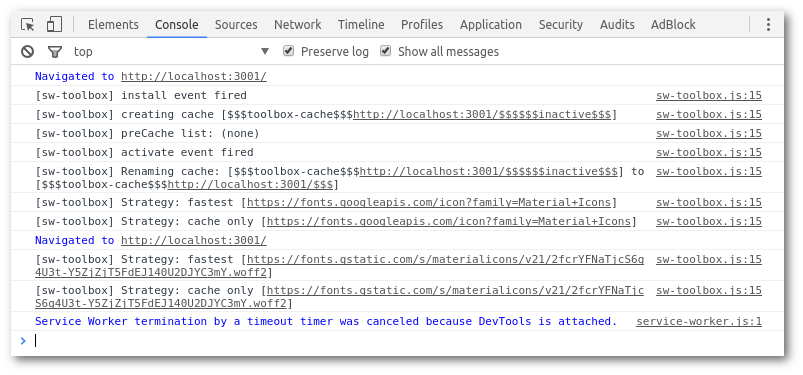 Elements Console Sources Network Timeline Profiles Application Security Audits AdBlock
top Preserve log Show all messages
Navigated to http://localhost:3001/
[sw-toolbox] install event fired sw-toolbox.js:15
[sw-toolbox] creating cache [$$$toolbox-cache$$$http://localhost:3001/$$$$$$inactive$$$] sw-toolbox.js:15
[sw-toolbox] preCache list: (none) sw-toolbox.js:15
[sw-toolbox] activate event fired sw-toolbox.js:15
[sw-toolbox] Renaming cache: [$$$toolbox-cache$$$http://localhost:3001/$$$$$$inactive$$$] to sw-toolbox.js:15
[$$$toolbox-cache$$$http://localhost:3001/$$$]
[sw-toolbox] Strategy: fastest [https://fonts.googleapis.com/icon?family=Material+Icons] sw-toolbox.js:15
[sw-toolbox] Strategy: cache only [https://fonts.googleapis.com/icon?family=Material+Icons] sw-toolbox.js:15
Navigated to http://localhost:3001/
[sw-toolbox] Strategy: fastest [https://fonts.gstatic.com/s/materialicons/v21/2fcrYFNaTjcS6g sw-toolbox.js:15
4U3t-Y5ZjZjT5FdEJ140U2DJYC3mY.woff2]
[sw-toolbox] Strategy: cache only [https://fonts.gstatic.com/s/materialicons/v21/2fcrYFNaTjc sw-toolbox.js:15
S6g4U3t-Y5ZjZjT5FdEJ140U2DJYC3mY.woff2]
Service Worker termination by a timeout timer was canceled because DevTools is attached. service-worker.js:1